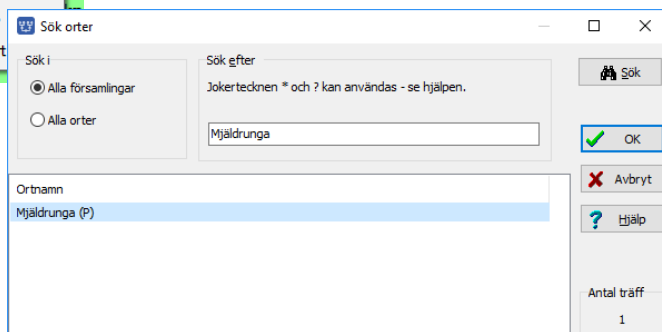 Sök orter
Sök i
Alla församlingar
Alla orter
Sök efter
Jokertecknen * och ? kan användas - se hjälpen.
Mjäldrunga
Sök
OK
Avbryt
Hjälp
Ortnamn
Mjäldrunga (P)
Antal träff
1